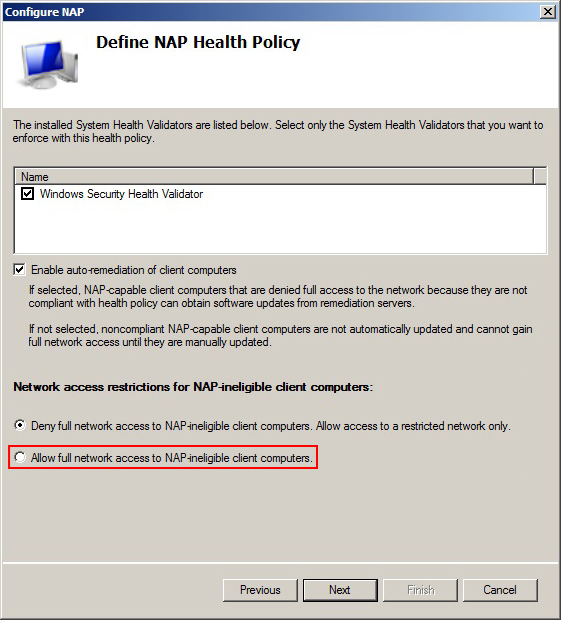 Configure NAP
Define NAP Health Policy
The installed System Health Validators are listed below. Select only the System Health Validators that you want to
enforce with this health policy.
Name
Windows Security Health Validator
Enable auto-remediation of client computers
If selected, NAP-capable client computers that are denied full access to the network because they are not
compliant with health policy can obtain software updates from remediation servers.
If not selected, noncompliant NAP-capable client computers are not automatically updated and cannot gain
full network access until they are manually updated.
Network access restrictions for NAP-ineligible client computers:
Deny full network access to NAP-ineligible client computers. Allow access to a restricted network only.
Allow full network access to NAP-ineligible client computers.
Previous Next Finish Cancel